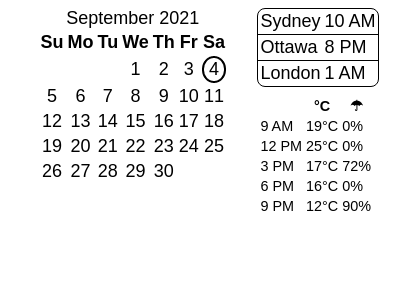 September 2021
Su Mo Tu We Th Fr Sa
1 2 3 4
5 6 7 8 9 10 11
12 13 14 15 16 17 18
19 20 21 22 23 24 25
26 27 28 29 30
Sydney 10 AM
Ottawa 8 PM
London 1 AM
°C ☂
9 AM 19°C 0%
12 PM 25°C 0%
3 PM 17°C 72%
6 PM 16°C 0%
9 PM 12°C 90%